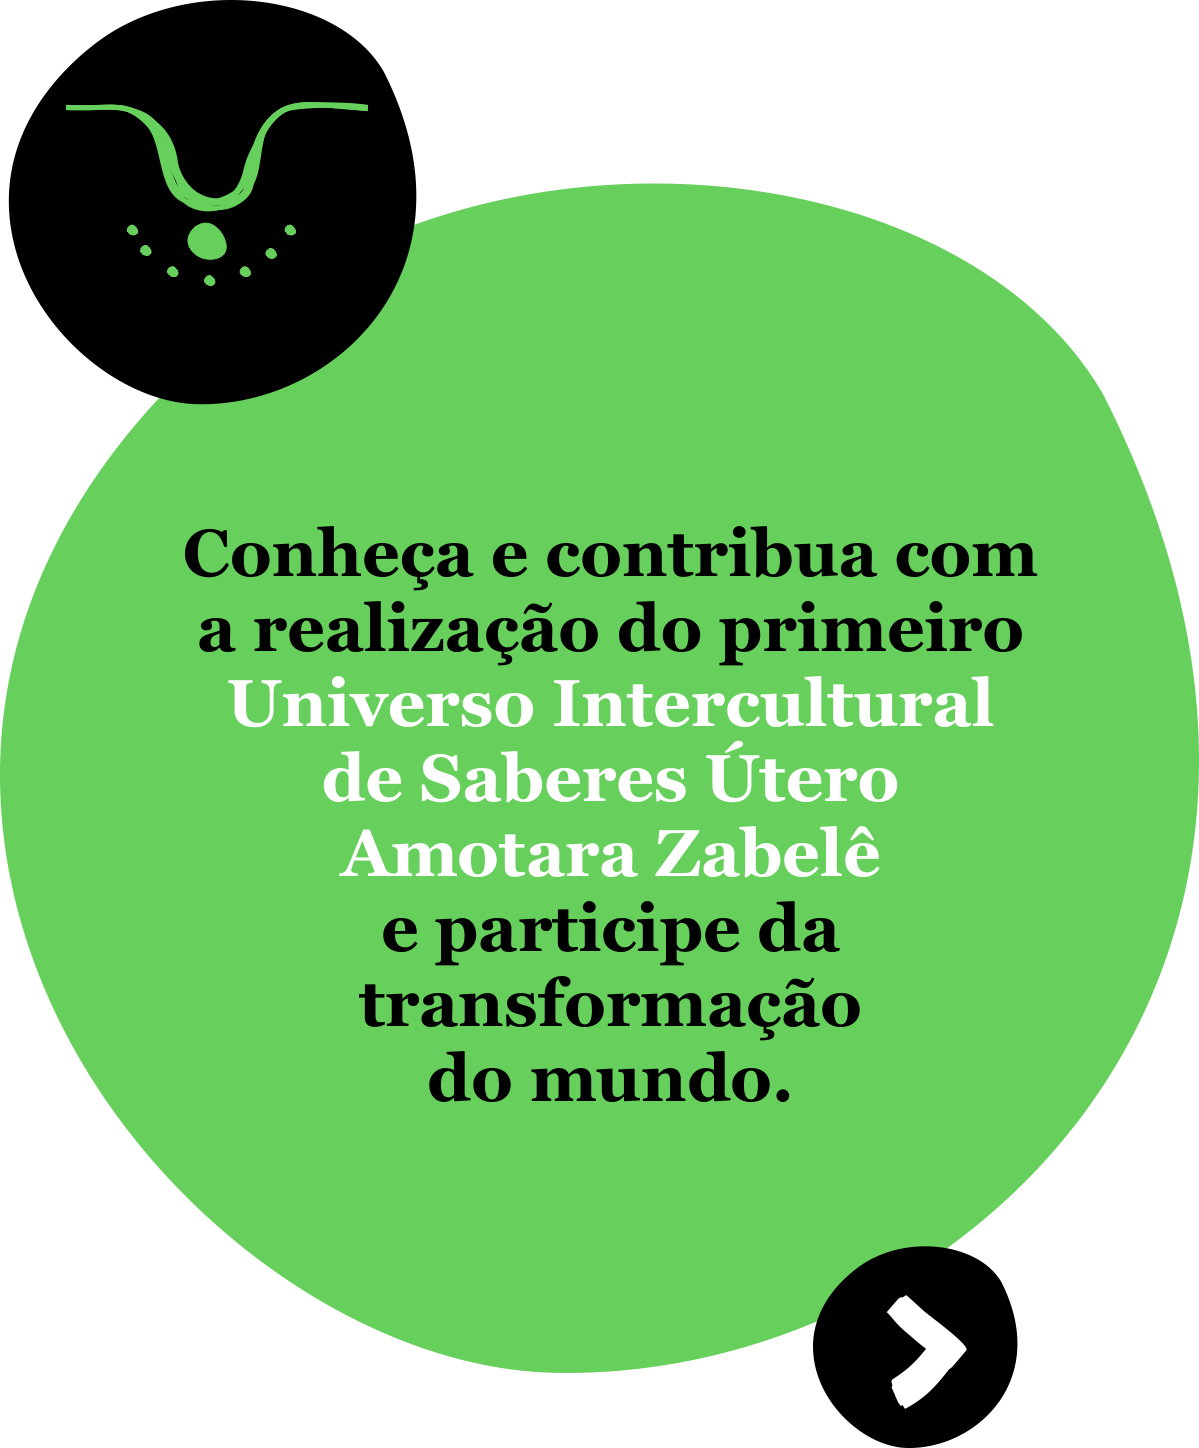 Conheça e contribua com
a realização do primeiro
Universo Intercultural
de Saberes Útero
Amotara Zabelê
e participe da
transformação
do mundo.